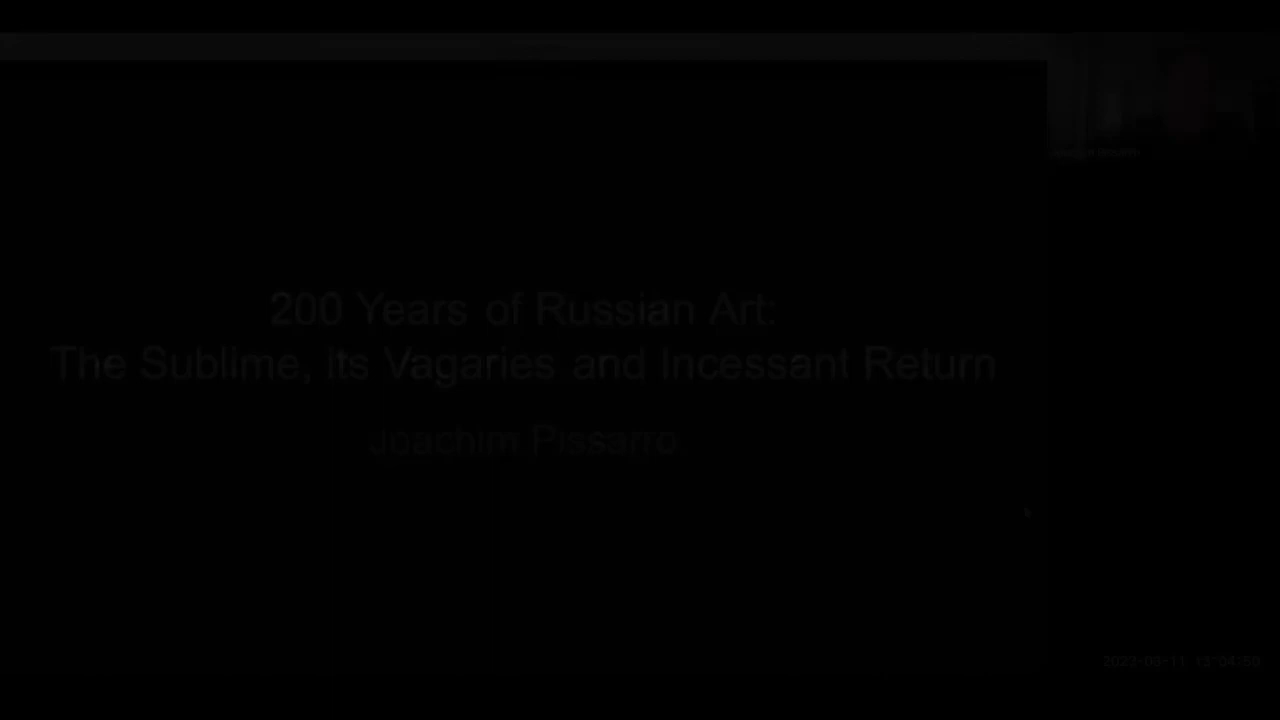 200 Years of Russian Art:
The Sublime, its Vagaries and Incessant Return
Joachim Pissarro